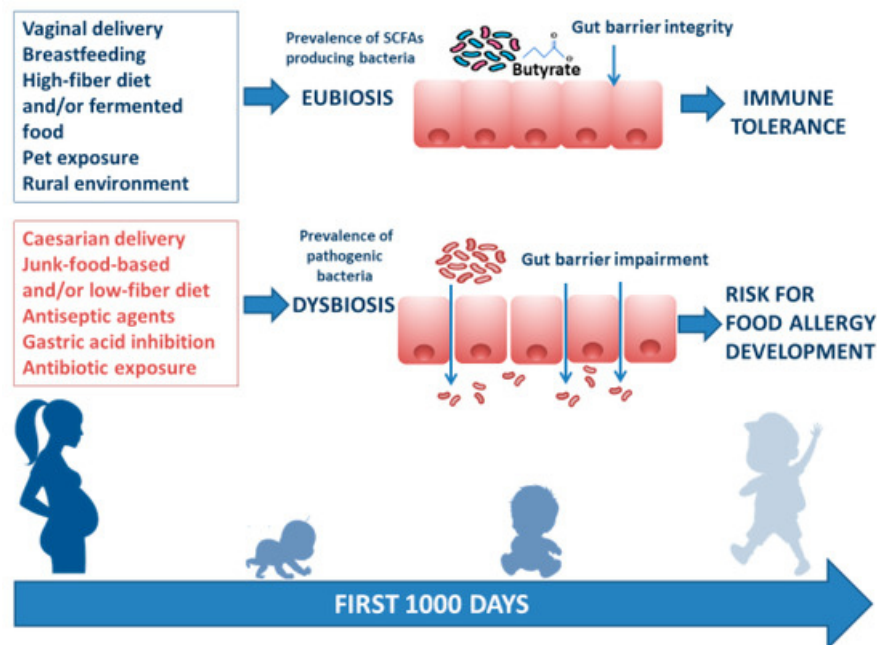 Vaginal delivery
Breastfeeding
High-fiber diet
and/or fermented
food
Pet exposure
Rural environment
Prevalence of SCFAs
producing bacteria
EUBIOSIS
O
O
Butyrate
Gut barrier integrity
IMMUNE
TOLERANCE
Caesarian delivery
Junk-food-based
and/or low-fiber diet
Antiseptic agents
Gastric acid inhibition
Antibiotic exposure
Prevalence of
pathogenic
bacteria
DYSBIOSIS
Gut barrier impairment
RISK FOR
FOOD ALLERGY
DEVELOPMENT
FIRST 1000 DAYS